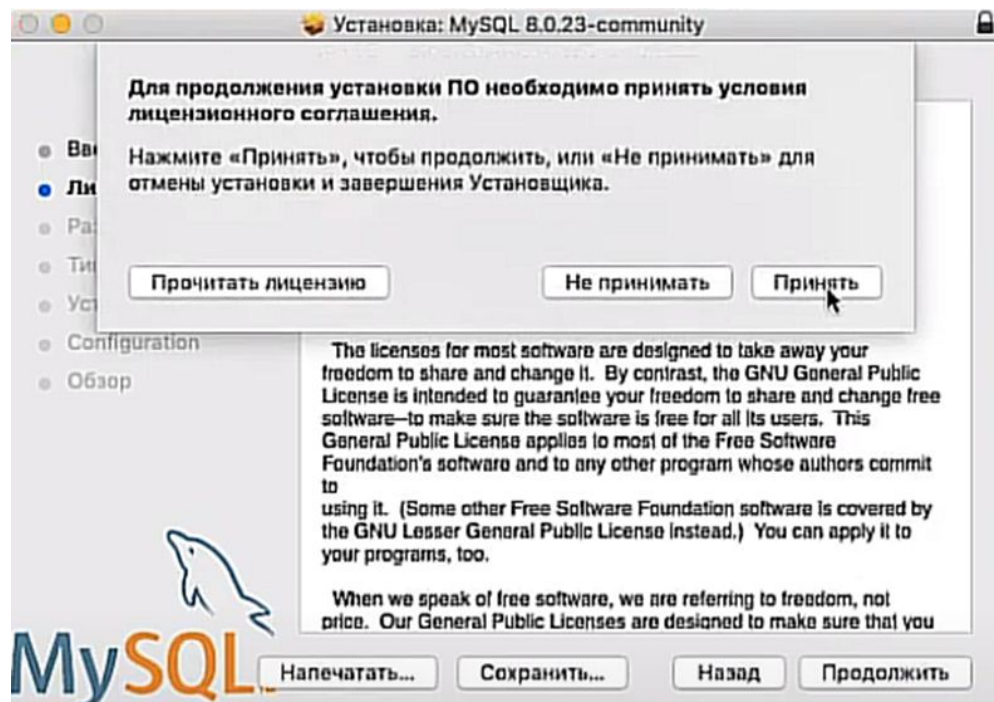 Установка: MySQL 8.0.23-community
Для продолжения установки ПО необходимо принять условия
лицензионного соглашения.
Нажмите «Принять», чтобы продолжить, или «Не принимать» для
отмены установки и завершения Установщика.
Прочитать лицензию
Не принимать
Принять
Вве
Ли
Раз
Тип
Уст
Configuration
Обзор
The licenses for most software are designed to take away your
freedom to share and change it. By contrast, the GNU General Public
License is intended to guarantee your freedom to share and change free
software—to make sure the software is free for all its users. This
General Public License applies to most of the Free Software
Foundation's software and to any other program whose authors commit
to
using it. (Some other Free Software Foundation software is covered by
the GNU Lesser General Public License instead.) You can apply it to
your programs, too.
When we speak of free software, we are referring to freedom, not
price. Our General Public Licenses are designed to make sure that you
MySQL
Напечатать...
Сохранить...
Назад
Продолжить